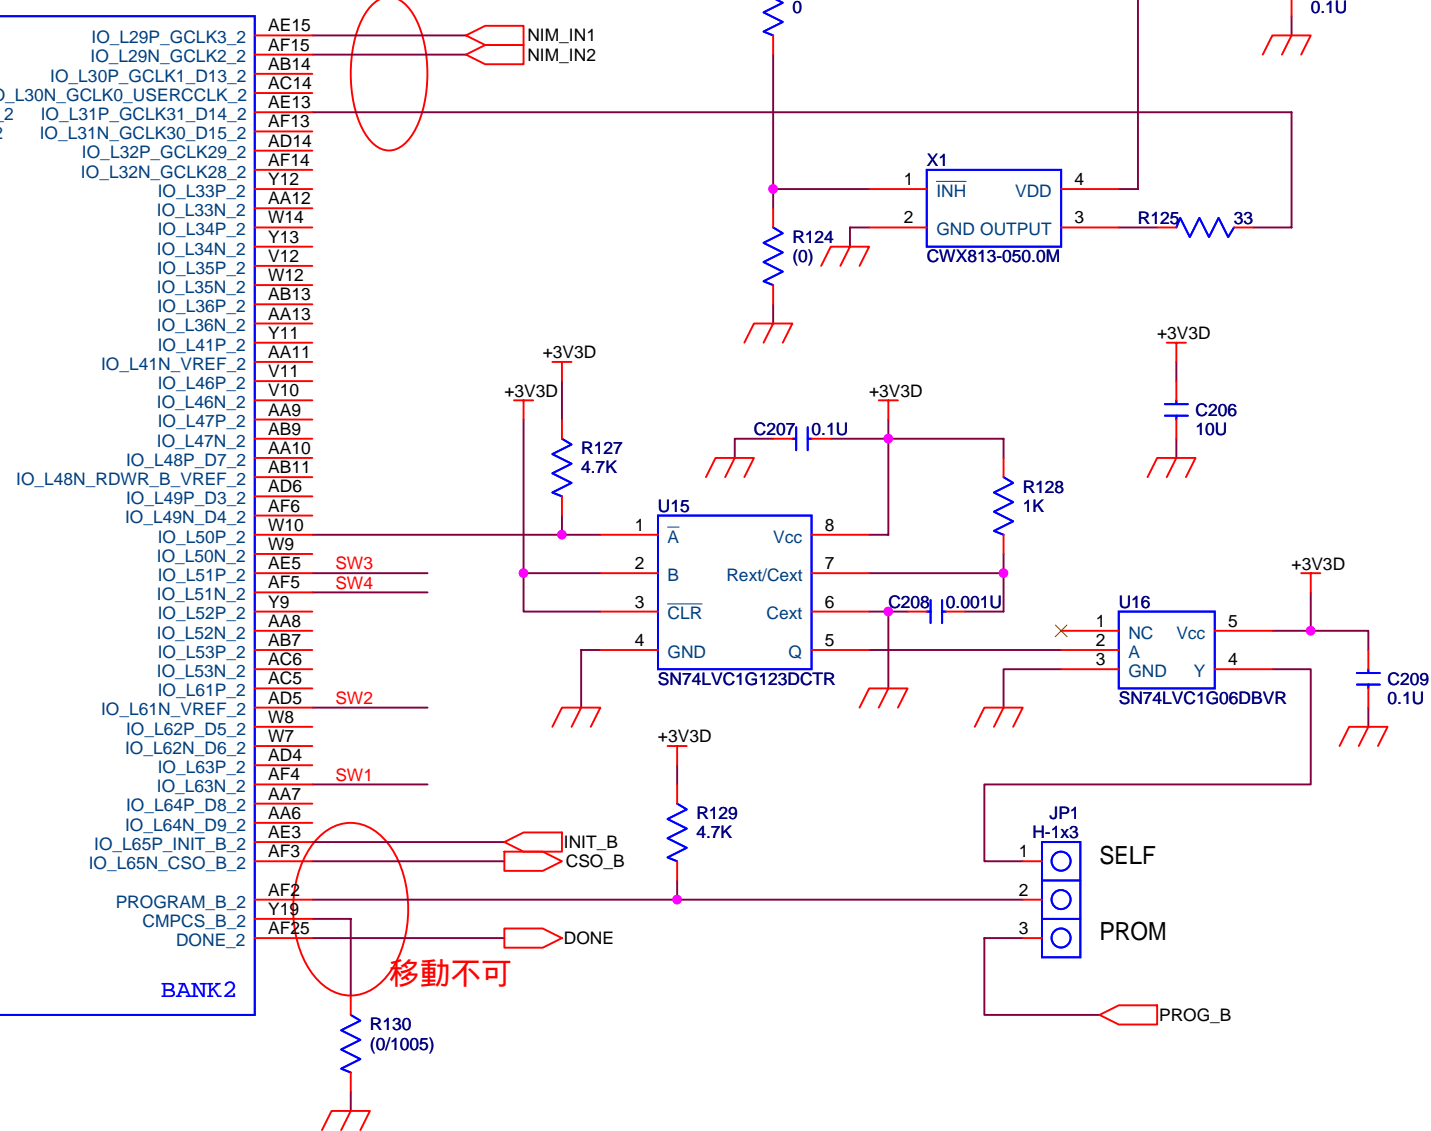 0
0.1U
AE15
IO_L29P_GCLK3_2
NIM_IN1
AF15
IO_L29N_GCLK2_2
NIM_IN2
AB14
IO_L30P_GCLK1_D13_2
AC14
_L30N_GCLK0_USERCCLK_2
AE13
_2 IO_L31P_GCLK31_D14_2
AF13
IO_L31N_GCLK30_D15_2
AD14
IO_L32P_GCLK29_2
AF14
IO_L32N_GCLK28_2
Y12
IO_L33P_2
AA12
IO_L33N_2
W14
IO_L34P_2
Y13
IO_L34N_2
V12
IO_L35P_2
W12
IO_L35N_2
AB13
IO_L36P_2
AA13
IO_L36N_2
Y11
IO_L41P_2
AA11
IO_L41N_VREF_2
V11
IO_L46P_2
V10
IO_L46N_2
AA9
IO_L47P_2
AB9
IO_L47N_2
AA10
IO_L48P_D7_2
AB11
IO_L48N_RDWR_B_VREF_2
AD6
IO_L49P_D3_2
AF6
IO_L49N_D4_2
W10
IO_L50P_2
W9
IO_L50N_2
AE5 SW3
IO_L51P_2
AF5 SW4
IO_L51N_2
Y9
IO_L52P_2
AA8
IO_L52N_2
AB7
IO_L53P_2
AC6
IO_L53N_2
AC5
IO_L61P_2
AD5 SW2
IO_L61N_VREF_2
W8
IO_L62P_D5_2
W7
IO_L62N_D6_2
AD4
IO_L63P_2
AF4 SW1
IO_L63N_2
AA7
IO_L64P_D8_2
AA6
IO_L64N_D9_2
AE3
IO_L65P_INIT_B_2
INIT_B
AF3
IO_L65N_CSO_B_2
CSO_B
AF2
PROGRAM_B_2
Y19
CMPCS_B_2
AF25
DONE_2
DONE
移動不可
BANK2
R130
(0/1005)
X1
1 INH VDD 4
2 GND OUTPUT 3
CWX813-050.0M
R125 33
R124
(0)
+3V3D
C206
10U
+3V3D
+3V3D
R127
4.7K
+3V3D
C207 0.1U
R128
1K
U15
1 A Vcc 8
2 B Rext/Cext 7
3 CLR Cext 6
4 GND Q 5
SN74LVC1G123DCTR
C208 0.001U
+3V3D
U16
1 NC Vcc 5
2 A
3 GND Y 4
SN74LVC1G06DBVR
C209
0.1U
+3V3D
R129
4.7K
JP1
H-1x3
1 SELF
2
3 PROM
PROG_B